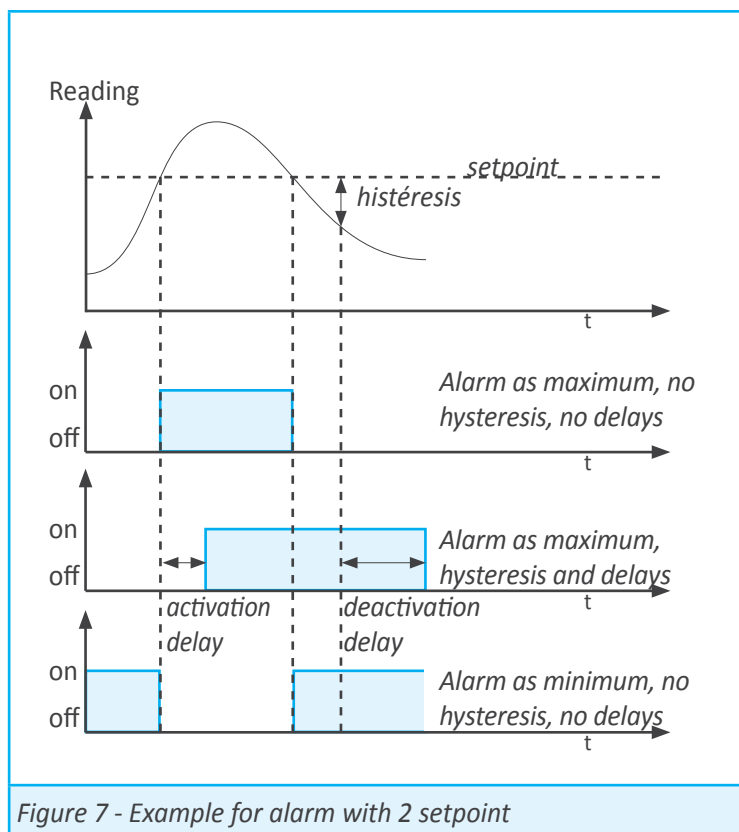 Reading
setpoint
histéresis
t
on
off
Alarm as maximum, no
hysteresis, no delays
t
on
off
Alarm as maximum,
hysteresis and delays
t
activation
delay
deactivation
delay
on
off
Alarm as minimum, no
hysteresis, no delays
t
Figure 7 - Example for alarm with 2 setpoint